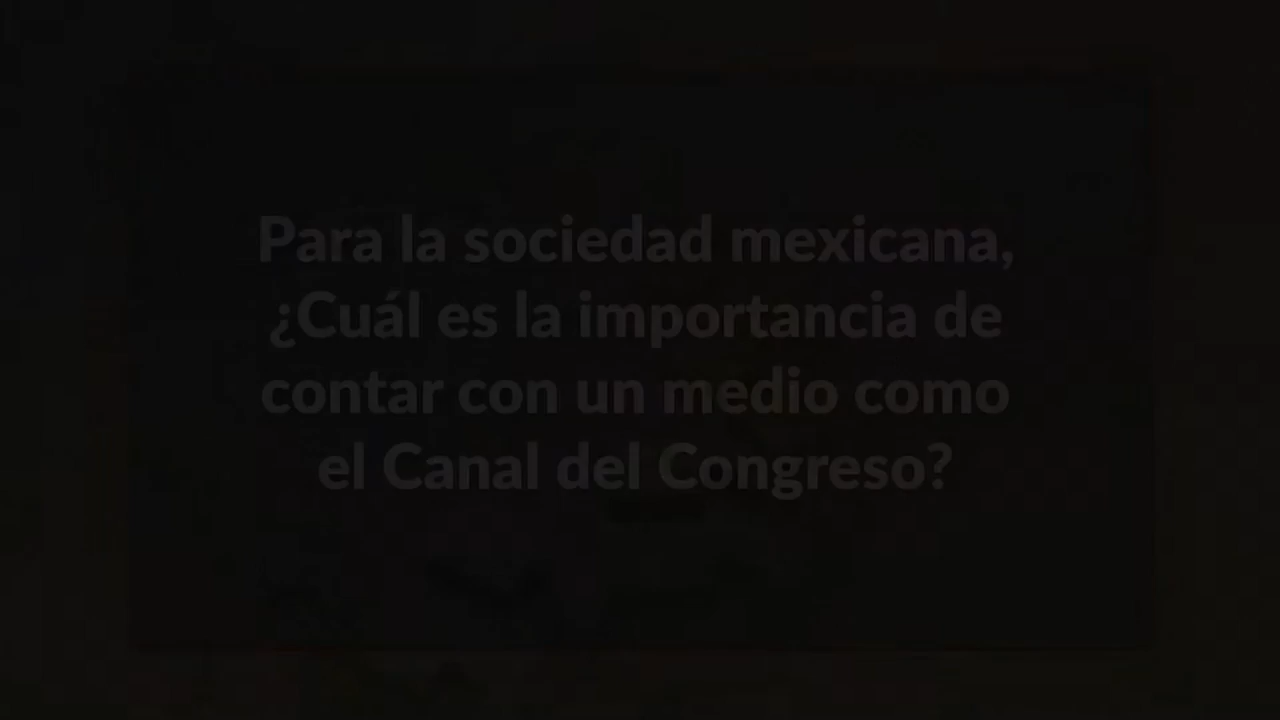 Para la sociedad mexicana,
¿Cuál es la importancia de
contar con un medio como
el Canal del Congreso?